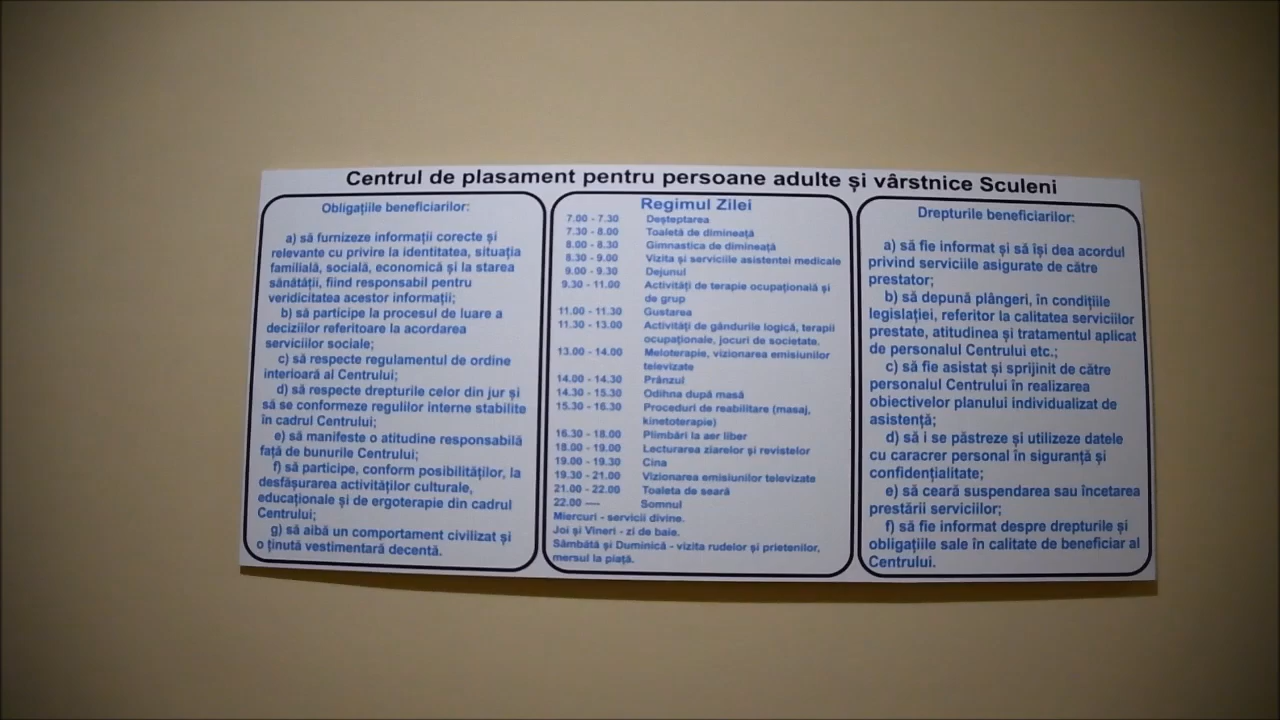 Centrul de plasament pentru persoane adulte și vârstnice Sculeni
Obligațiile beneficiarilor:
a) să furnizeze informații corecte și
relevante cu privire la identitatea, situația
familială, socială, economică și la starea
sănătății, fiind responsabil pentru
veridicitatea acestor informații;
b) să participe la procesul de luare a
deciziilor referitoare la acordarea
serviciilor sociale;
c) să respecte regulamentul de ordine
interioară al Centrului;
d) să respecte drepturile celor din jur și
să se conformeze regulilor interne stabilite
în cadrul Centrului;
e) să manifeste o atitudine responsabilă
față de bunurile Centrului;
f) să participe, conform posibilităților, la
desfășurarea activităților culturale,
educaționale și de ergoterapie din cadrul
Centrului;
g) să aibă un comportament civilizat și
o ținută vestimentară decentă.
Regimul Zilei
7.00 - 7.30 Deșteptarea
7.30 - 8.00 Toaletă de dimineață
8.00 - 8.30 Gimnastica de dimineață
8.30 - 9.00 Vizita și serviciile asistentei medicale
9.00 - 9.30 Dejunul
9.30 - 11.00 Activități de terapie ocupațională și
de grup
11.00 - 11.30 Gustarea
11.30 - 13.00 Activități de gândurile logică, terapii
ocupaționale, jocuri de societate.
13.00 - 14.00 Meloterapie, vizionarea emisiunilor
televizate
14.00 - 14.30 Prânzul
14.30 - 15.30 Odihna după masă
15.30 - 16.30 Proceduri de reabilitare (masaj,
kinetoterapie)
16.30 - 18.00 Plimbări la aer liber
18.00 - 19.00 Lecturarea ziarelor și revistelor
19.00 - 19.30 Cina
19.30 - 21.00 Vizionarea emisiunilor televizate
21.00 - 22.00 Toaleta de seară
22.00 ---- Somnul
Miercuri - servicii divine.
Joi și Vineri - zi de baie.
Sâmbătă și Duminică - vizita rudelor și prietenilor,
mersul la piață.
Drepturile beneficiarilor:
a) să fie informat și să își dea acordul
privind serviciile asigurate de către
prestator;
b) să depună plângeri, în condițiile
legislației, referitor la calitatea serviciilor
prestate, atitudinea și tratamentul aplicat
de personalul Centrului etc.;
c) să fie asistat și sprijinit de către
personalul Centrului în realizarea
obiectivelor planului individualizat de
asistență;
d) să i se păstreze și utilizeze datele
cu caracrer personal în siguranță și
confidențialitate;
e) să ceară suspendarea sau încetarea
prestării serviciilor;
f) să fie informat despre drepturile și
obligațiile sale în calitate de beneficiar al
Centrului.